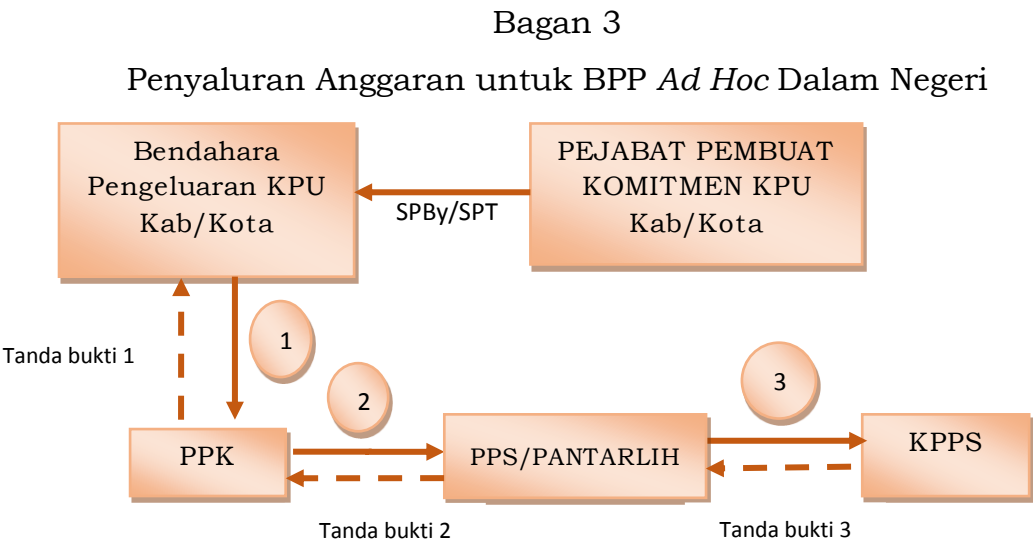 Bagan 3
Penyaluran Anggaran untuk BPP Ad Hoc Dalam Negeri
Bendahara
Pengeluaran KPU
Kab/Kota
PEJABAT PEMBUAT
KOMITMEN KPU
Kab/Kota
SPBy/SPT
Tanda bukti 1
1
2
3
PPK
PPS/PANTARLIH
KPPS
Tanda bukti 2
Tanda bukti 3